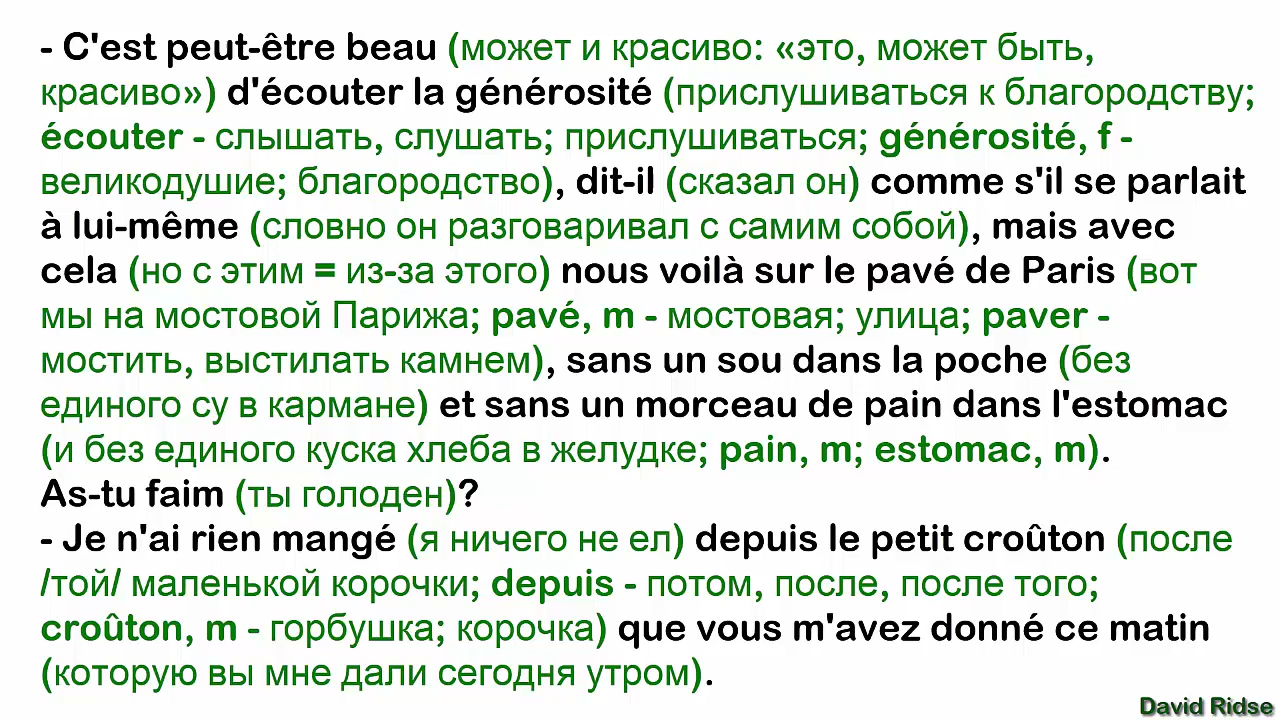 - C'est peut-être beau (может и красиво: «это, может быть,
красиво») d'écouter la générosité (прислушиваться к благородству;
écouter - слышать, слушать; прислушиваться; générosité, f -
великодушие; благородство), dit-il (сказал он) comme s'il se parlait
à lui-même (словно он разговаривал с самим собой), mais avec
cela (но с этим = из-за этого) nous voilà sur le pavé de Paris (вот
мы на мостовой Парижа; pavé, m - мостовая; улица; paver -
мостить, выстилать камнем), sans un sou dans la poche (без
единого су в кармане) et sans un morceau de pain dans l'estomac
(и без единого куска хлеба в желудке; pain, m; estomac, m).
As-tu faim (ты голоден)?
- Je n'ai rien mangé (я ничего не ел) depuis le petit croûton (после
/той/ маленькой корочки; depuis - потом, после, после того;
croûton, m - горбушка; корочка) que vous m'avez donné ce matin
(которую вы мне дали сегодня утром).
David Ridse